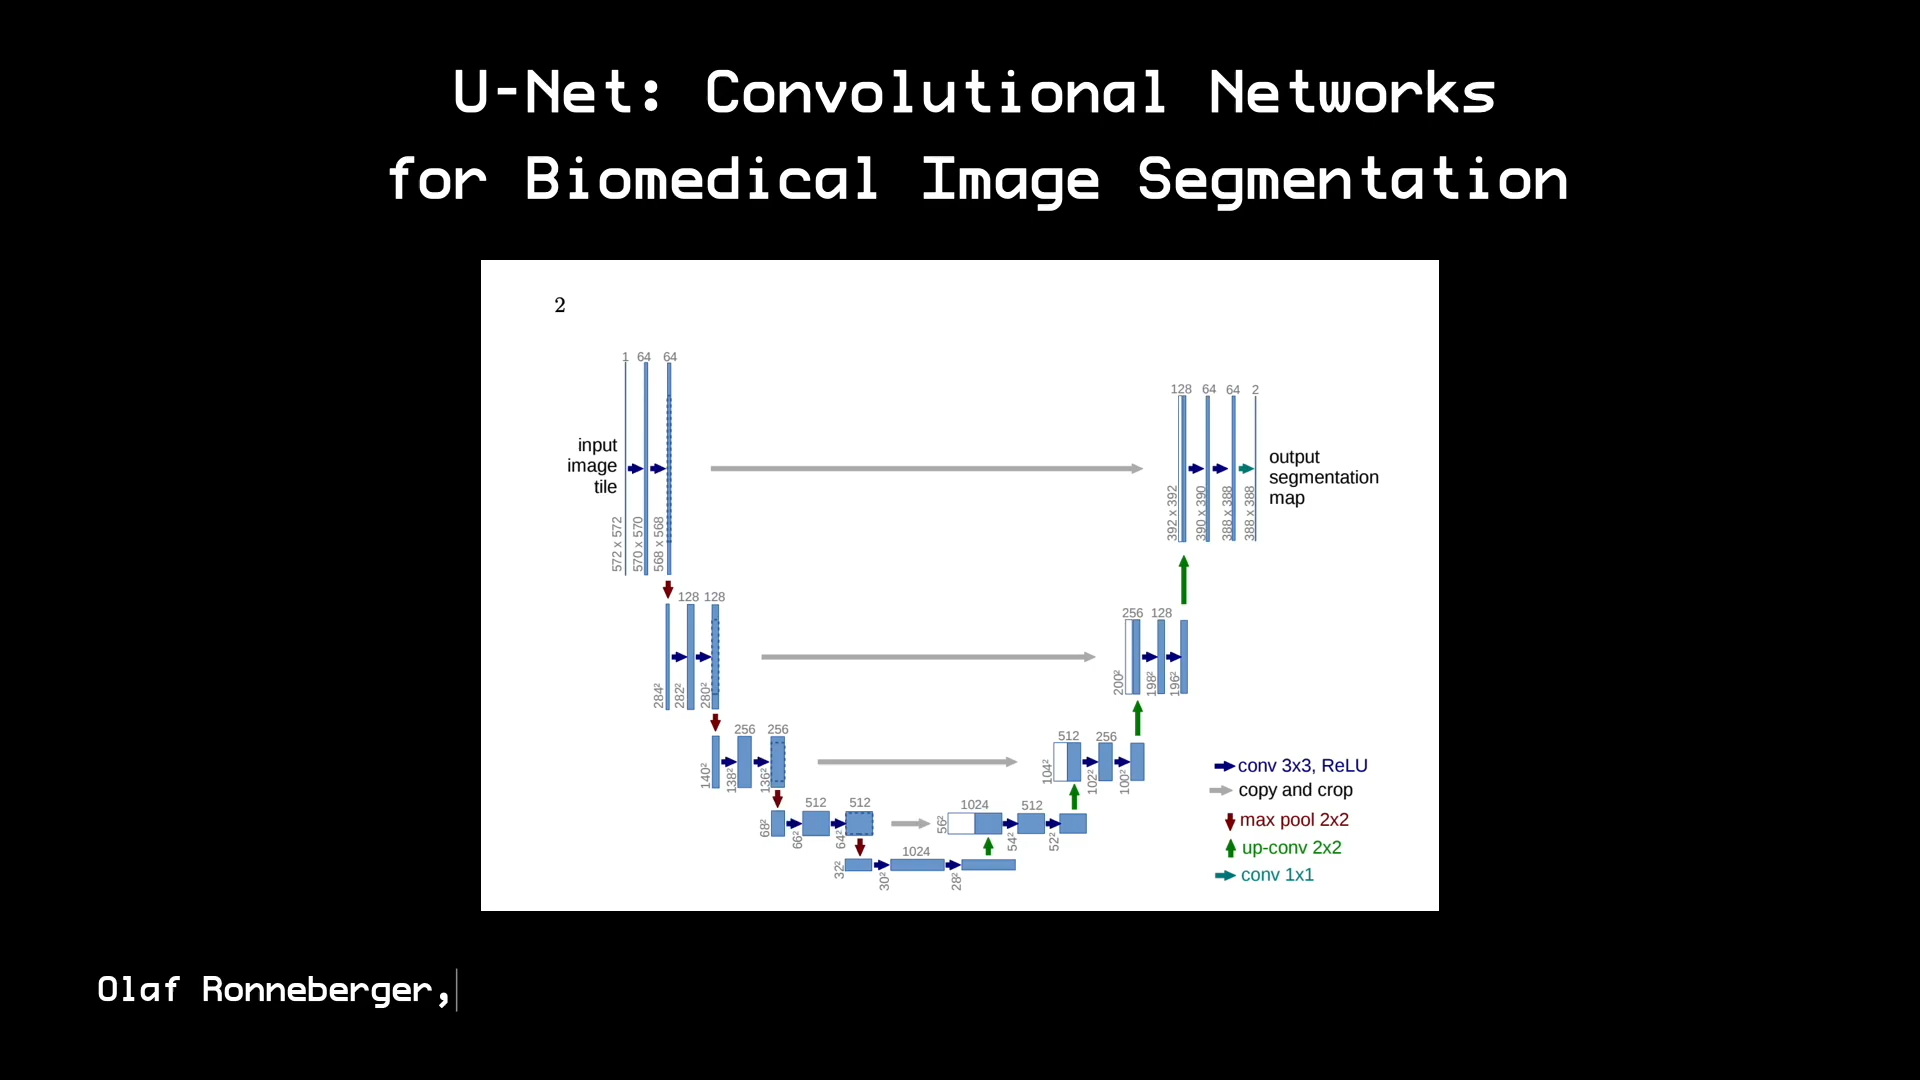 U-Net: Convolutional Networks
for Biomedical Image Segmentation
2
1 64 64
input
image
tile
572 x 572
570 x 570
568 x 568
128 64 64 2
output
segmentation
map
392 x 392
390 x 390
388 x 388
388 x 388
128 128
284²
282²
280²
256 128
200²
198²
196²
256 256
140²
138²
136²
512 256
104²
102²
100²
512 512
68²
66²
64²
1024 512
56²
54²
52²
1024
32²
30²
28²
conv 3x3, ReLU
copy and crop
max pool 2x2
up-conv 2x2
conv 1x1
Olaf Ronneberger,